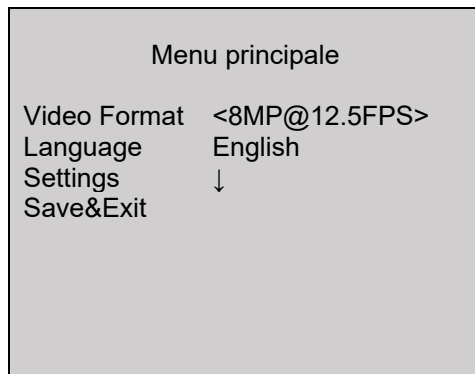 Menu principale
Video Format <8MP@12.5FPS>
Language English
Settings ↓
Save&Exit